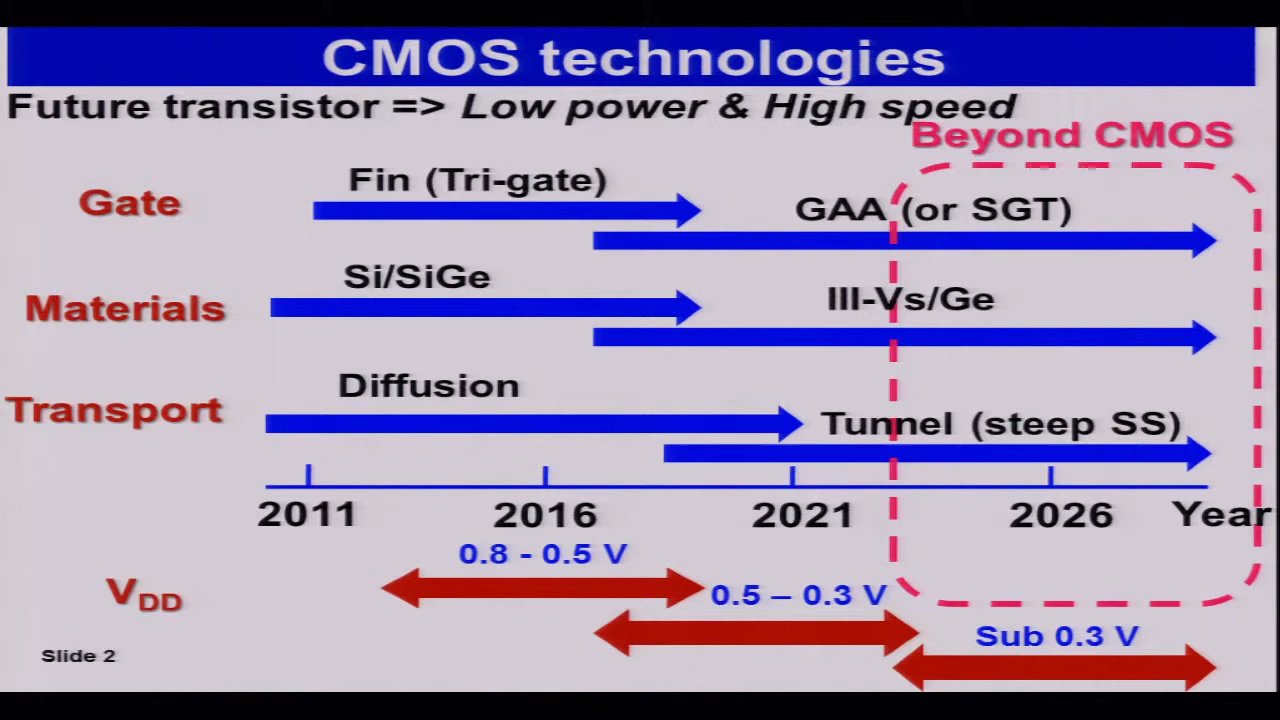 CMOS technologies
Future transistor => Low power & High speed
Beyond CMOS
Gate
Fin (Tri-gate)
GAA (or SGT)
Materials
Si/SiGe
III-Vs/Ge
Transport
Diffusion
Tunnel (steep SS)
2011 2016 2021 2026 Year
VDD
0.8 - 0.5 V
0.5 – 0.3 V
Sub 0.3 V
Slide 2